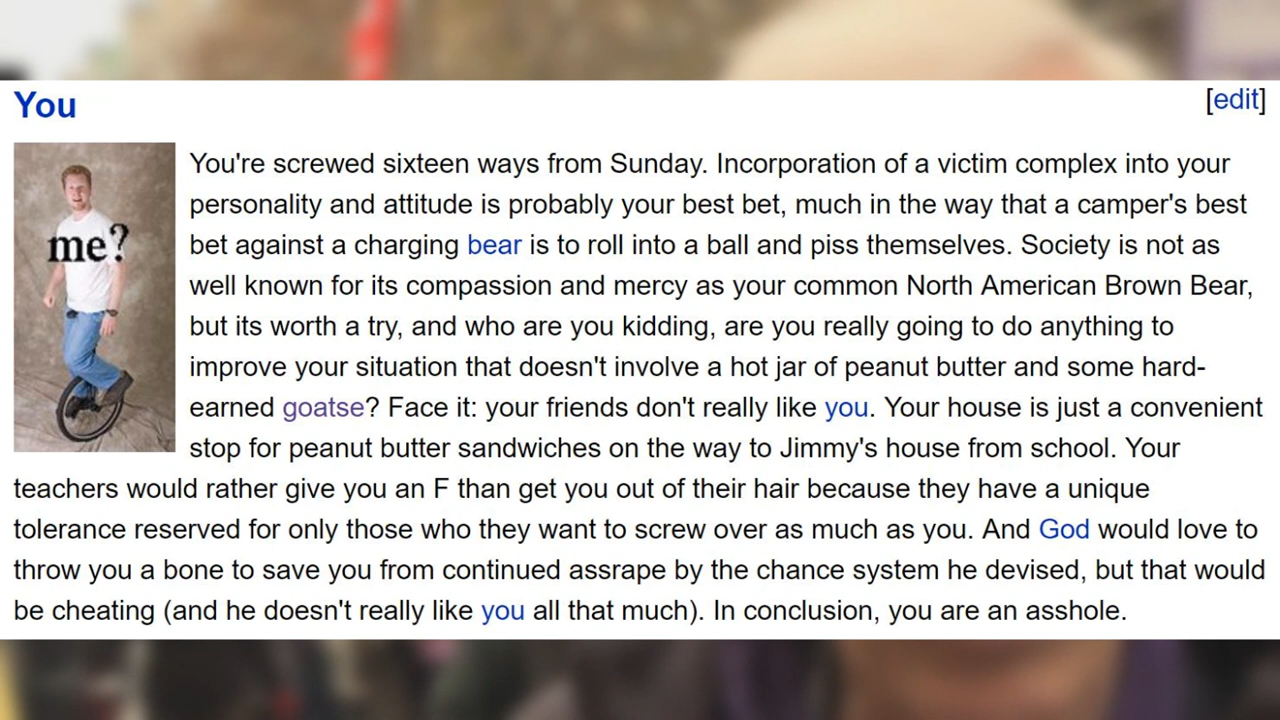 You
[edit]
me?
You're screwed sixteen ways from Sunday. Incorporation of a victim complex into your
personality and attitude is probably your best bet, much in the way that a camper's best
bet against a charging bear is to roll into a ball and piss themselves. Society is not as
well known for its compassion and mercy as your common North American Brown Bear,
but its worth a try, and who are you kidding, are you really going to do anything to
improve your situation that doesn't involve a hot jar of peanut butter and some hard-
earned goatse? Face it: your friends don't really like you. Your house is just a convenient
stop for peanut butter sandwiches on the way to Jimmy's house from school. Your
teachers would rather give you an F than get you out of their hair because they have a unique
tolerance reserved for only those who they want to screw over as much as you. And God would love to
throw you a bone to save you from continued assrape by the chance system he devised, but that would
be cheating (and he doesn't really like you all that much). In conclusion, you are an asshole.